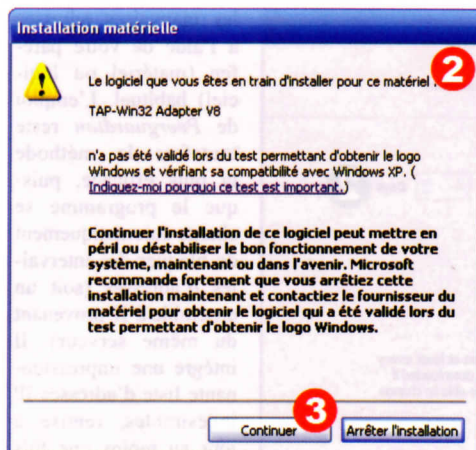 Installation matérielle
2
Le logiciel que vous êtes en train d'installer pour ce matériel :
TAP-Win32 Adapter V8
n'a pas été validé lors du test permettant d'obtenir le logo
Windows et vérifiant sa compatibilité avec Windows XP. (
Indiquez-moi pourquoi ce test est important.)
Continuer l'installation de ce logiciel peut mettre en
péril ou déstabiliser le bon fonctionnement de votre
système, maintenant ou dans l'avenir. Microsoft
recommande fortement que vous arrêtiez cette
installation maintenant et contactiez le fournisseur du
matériel pour obtenir le logiciel qui a été validé lors du
test permettant d'obtenir le logo Windows.
3
Continuer
Arrêter l'installation